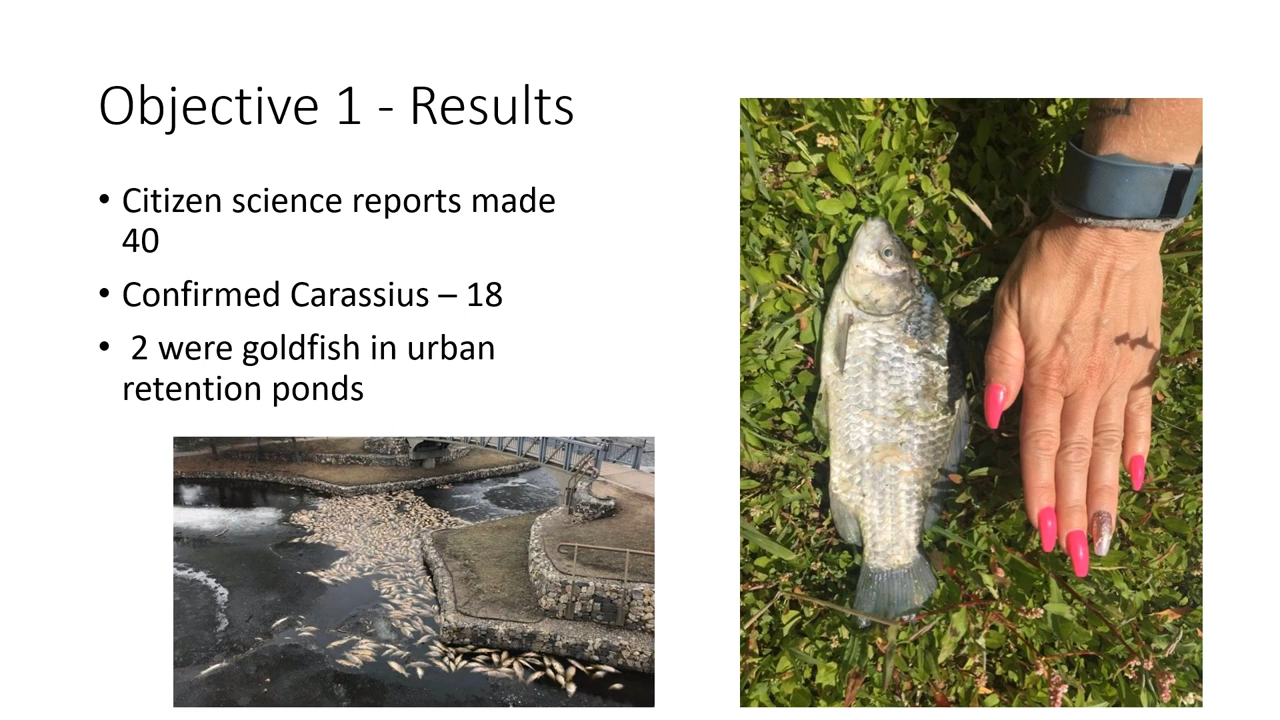 Objective 1 - Results
• Citizen science reports made
40
• Confirmed Carassius – 18
• 2 were goldfish in urban
retention ponds